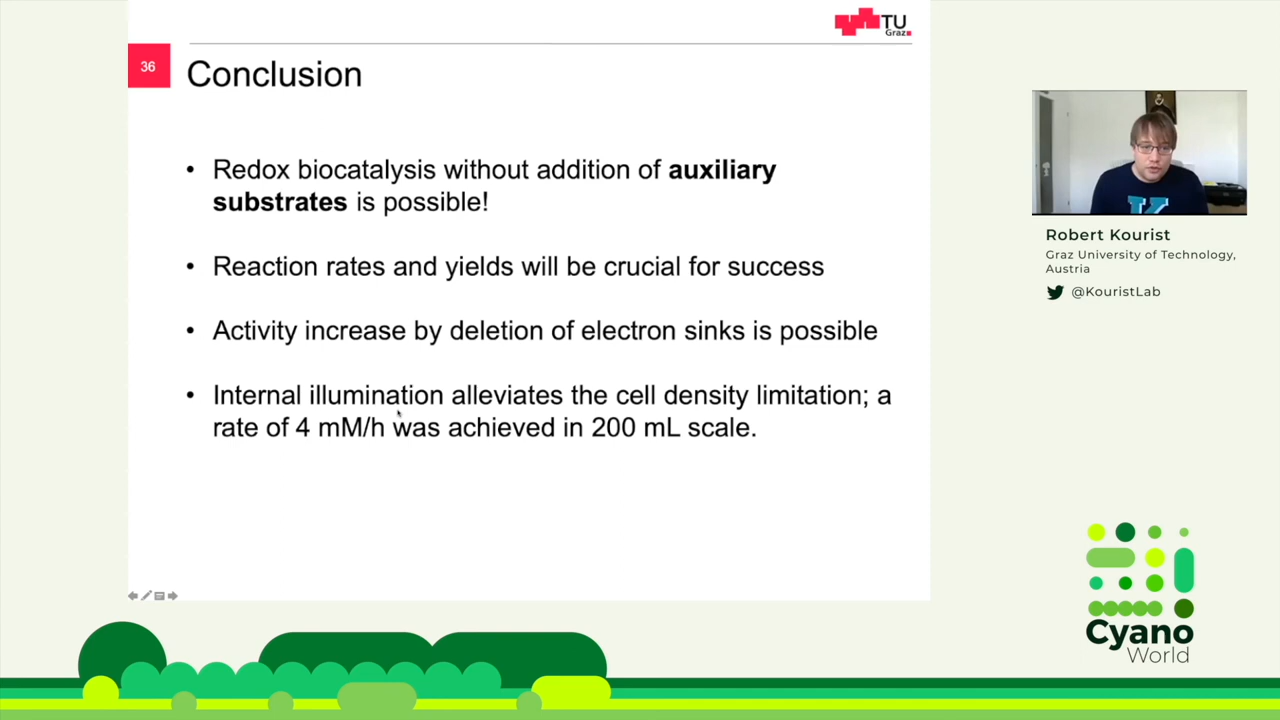 TU
Graz
36
Conclusion
• Redox biocatalysis without addition of auxiliary
substrates is possible!
• Reaction rates and yields will be crucial for success
• Activity increase by deletion of electron sinks is possible
• Internal illumination alleviates the cell density limitation; a
rate of 4 mM/h was achieved in 200 mL scale.
Robert Kourist
Graz University of Technology,
Austria
@KouristLab
Cyano
World